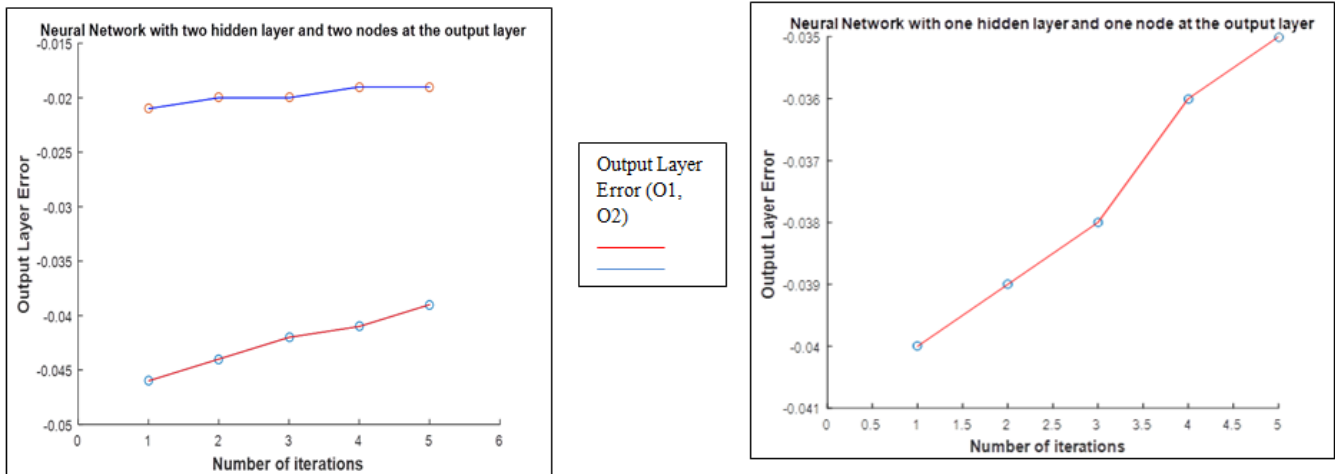 Neural Network with two hidden layer and two nodes at the output layer
-0.015
-0.02
-0.025
-0.03
-0.035
-0.04
-0.045
-0.05
Output Layer Error
0 1 2 3 4 5 6
Number of iterations
Output Layer
Error (O1,
O2)
Neural Network with one hidden layer and one node at the output layer
-0.035
-0.036
-0.037
-0.038
-0.039
-0.04
-0.041
Output Layer Error
0 0.5 1 1.5 2 2.5 3 3.5 4 4.5 5
Number of iterations